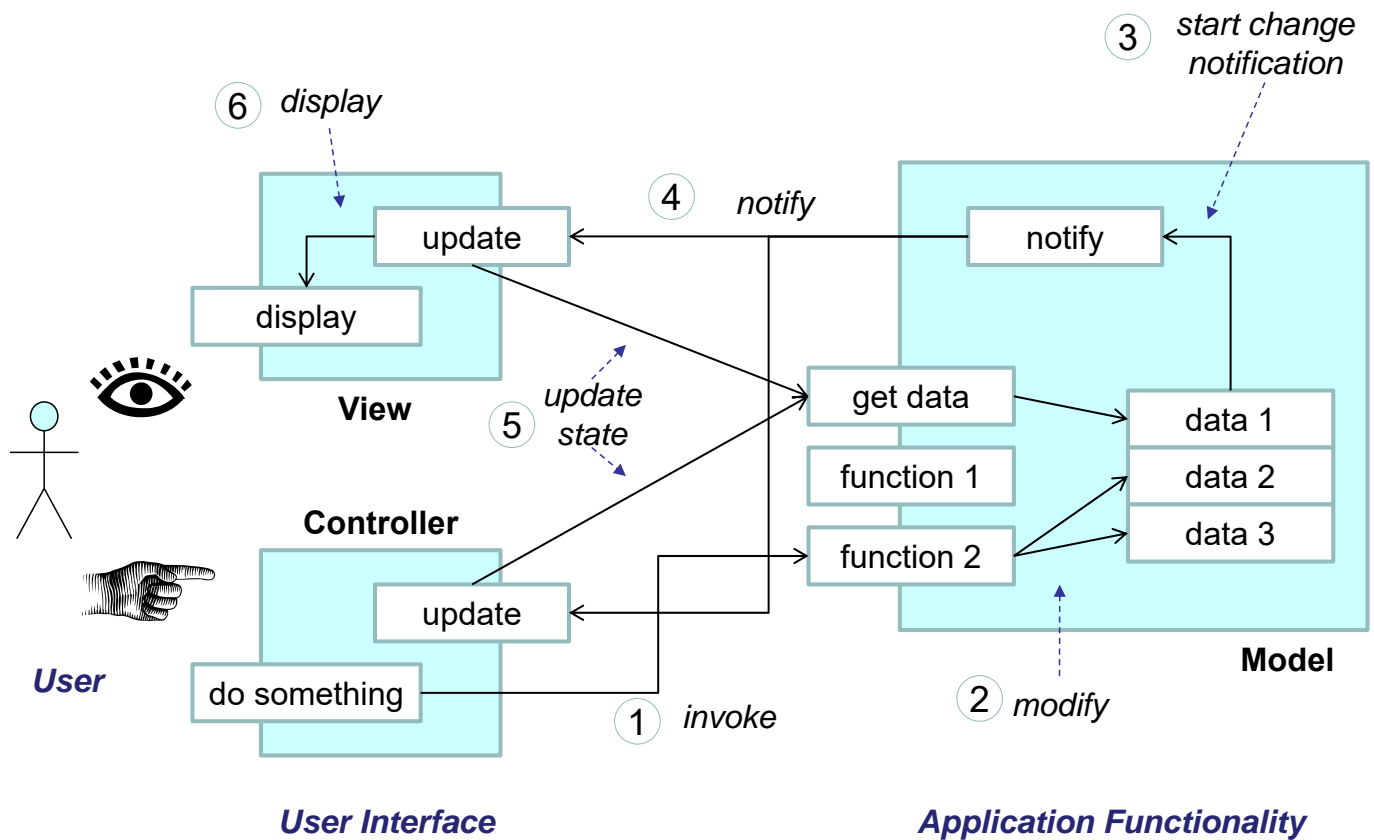 3
start change
notification
6
display
4
notify
update
notify
display
View
5
update
state
get data
data 1
function 1
data 2
Controller
function 2
data 3
update
User
do something
1
invoke
2
modify
Model
User Interface
Application Functionality